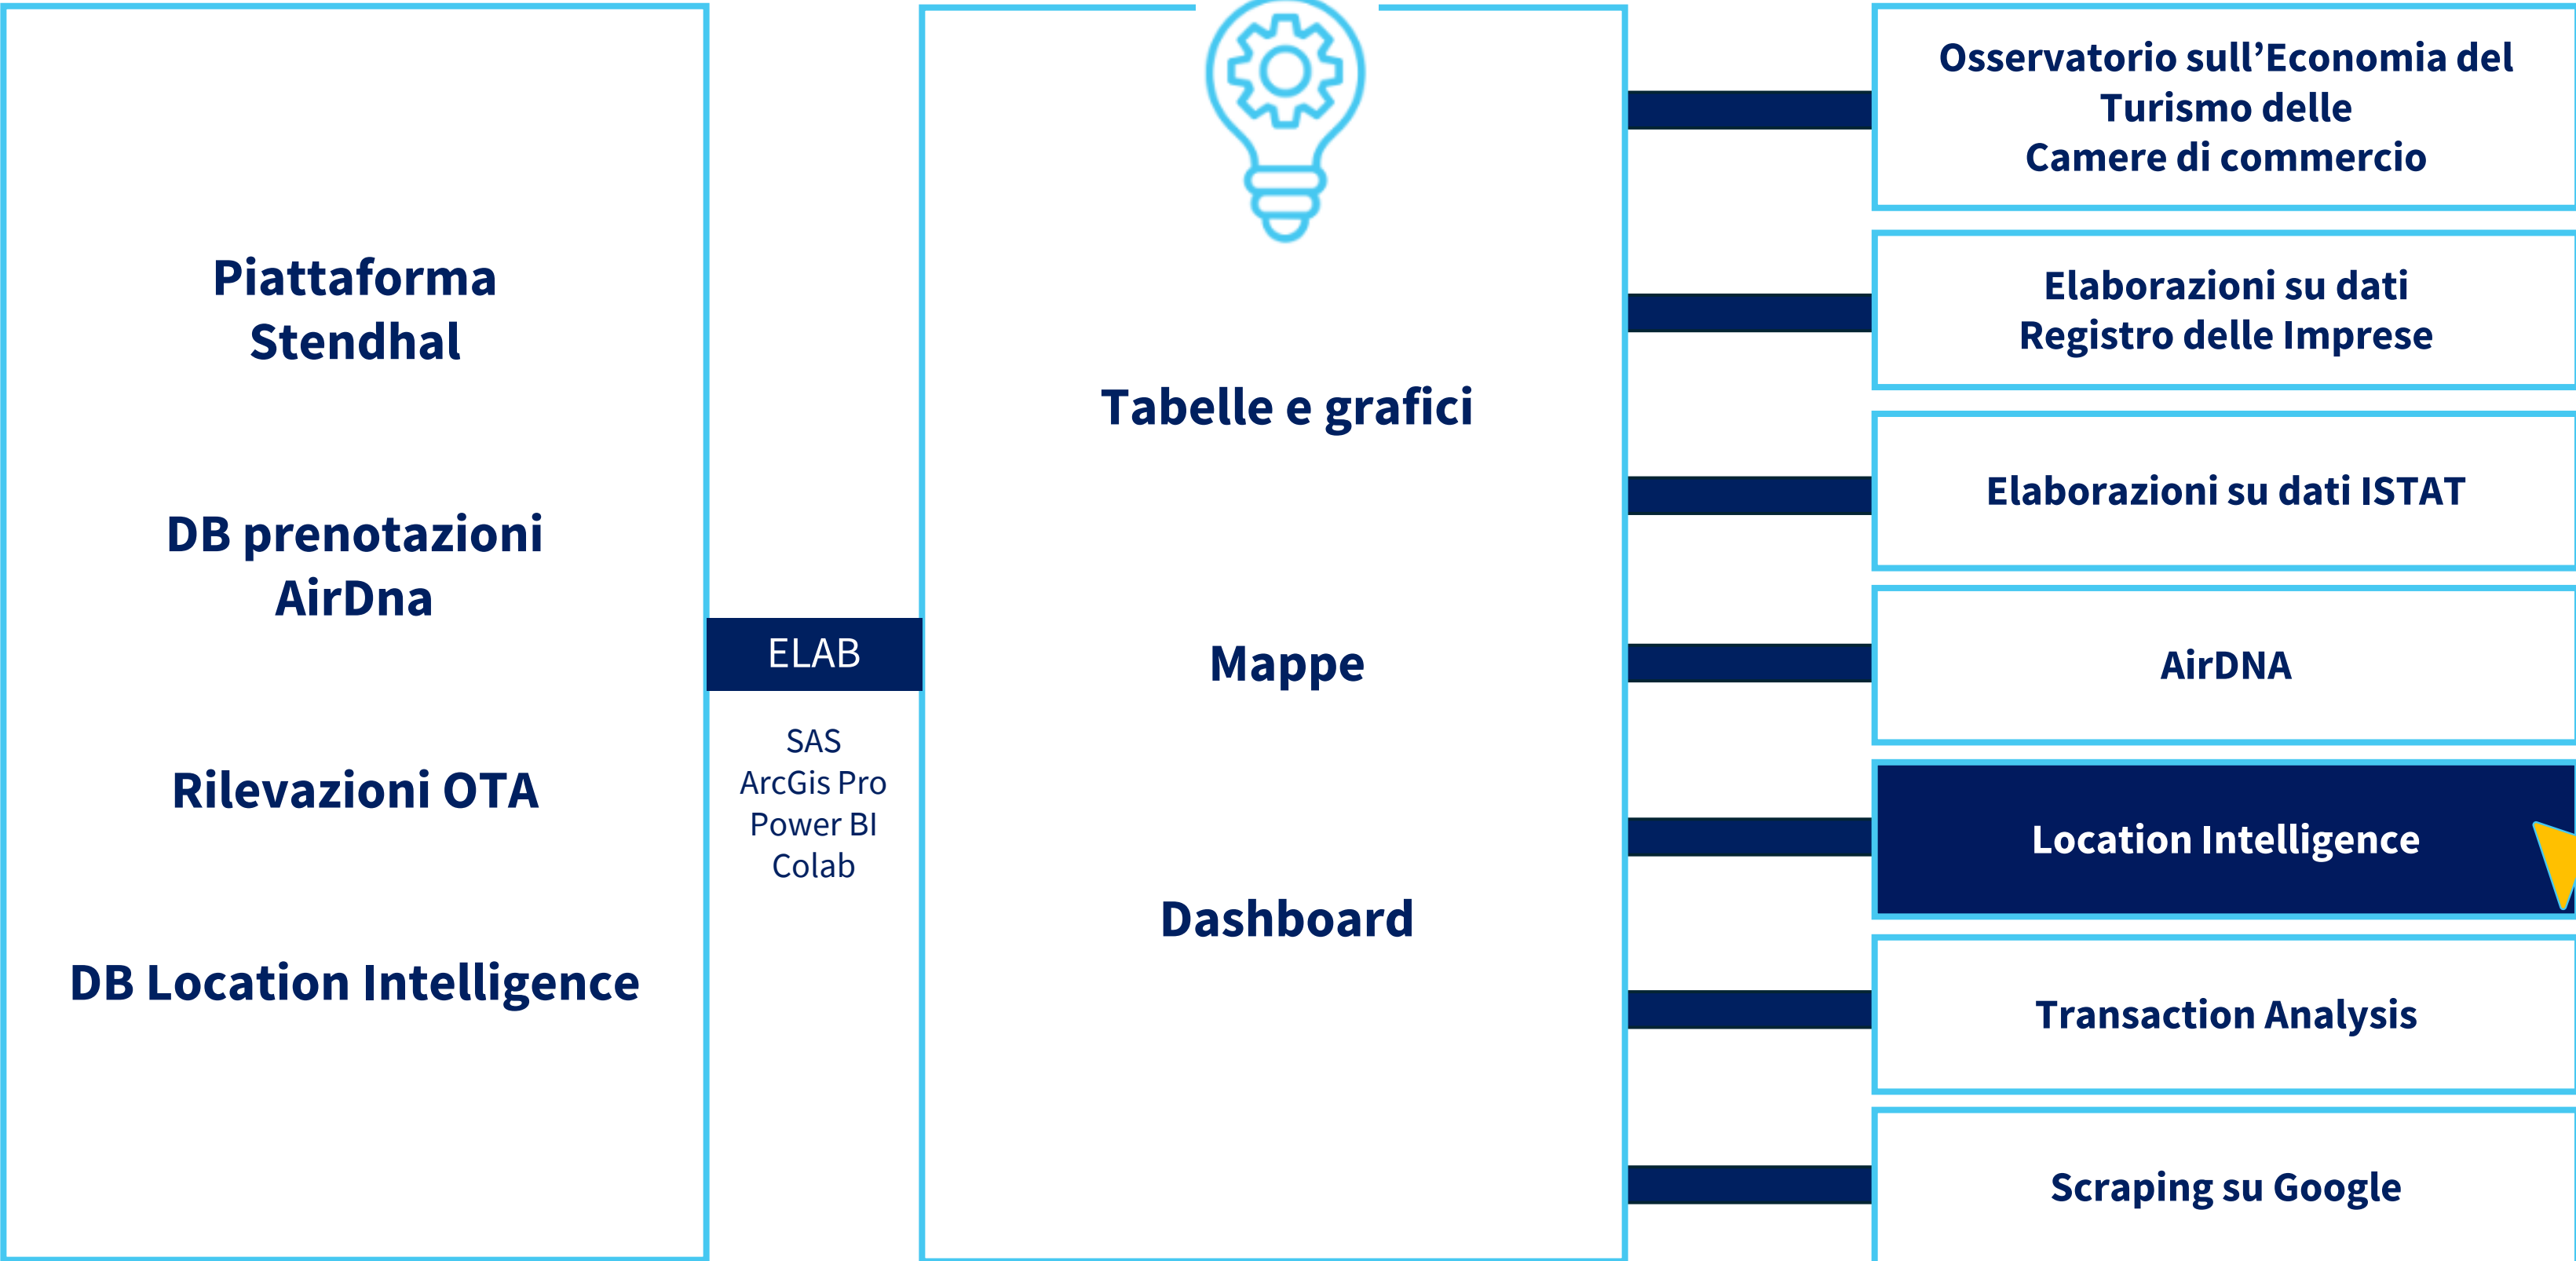 Piattaforma
Stendhal
DB prenotazioni
AirDna
Rilevazioni OTA
DB Location Intelligence
ELAB
SAS
ArcGis Pro
Power BI
Colab
Tabelle e grafici
Mappe
Dashboard
Osservatorio sull’Economia del
Turismo delle
Camere di commercio
Elaborazioni su dati
Registro delle Imprese
Elaborazioni su dati ISTAT
AirDNA
Location Intelligence
Transaction Analysis
Scraping su Google